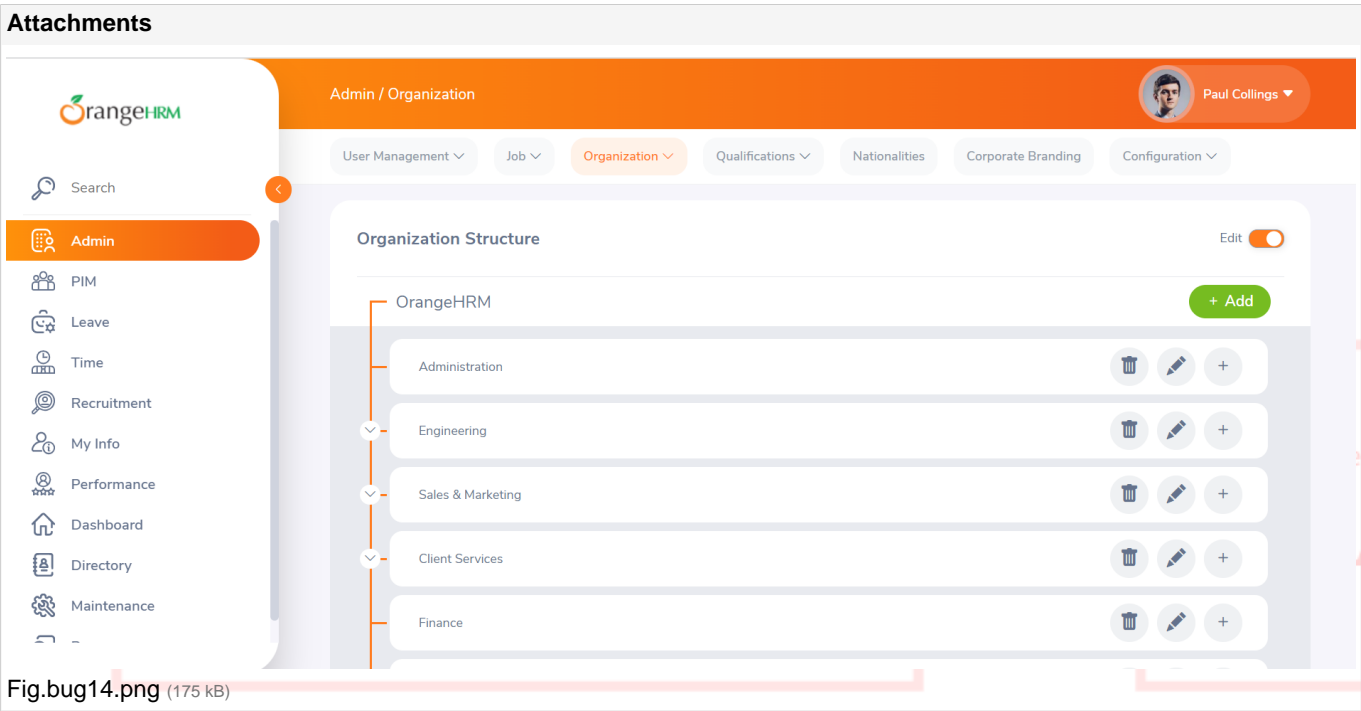 Attachments
OrangeHRM
Admin / Organization
Paul Collings
User Management
Job
Organization
Qualifications
Nationalities
Corporate Branding
Configuration
Search
Admin
PIM
Leave
Time
Recruitment
My Info
Performance
Dashboard
Directory
Maintenance
Organization Structure
Edit
OrangeHRM
+ Add
Administration
Engineering
Sales & Marketing
Client Services
Finance
Fig.bug14.png (175 kB)